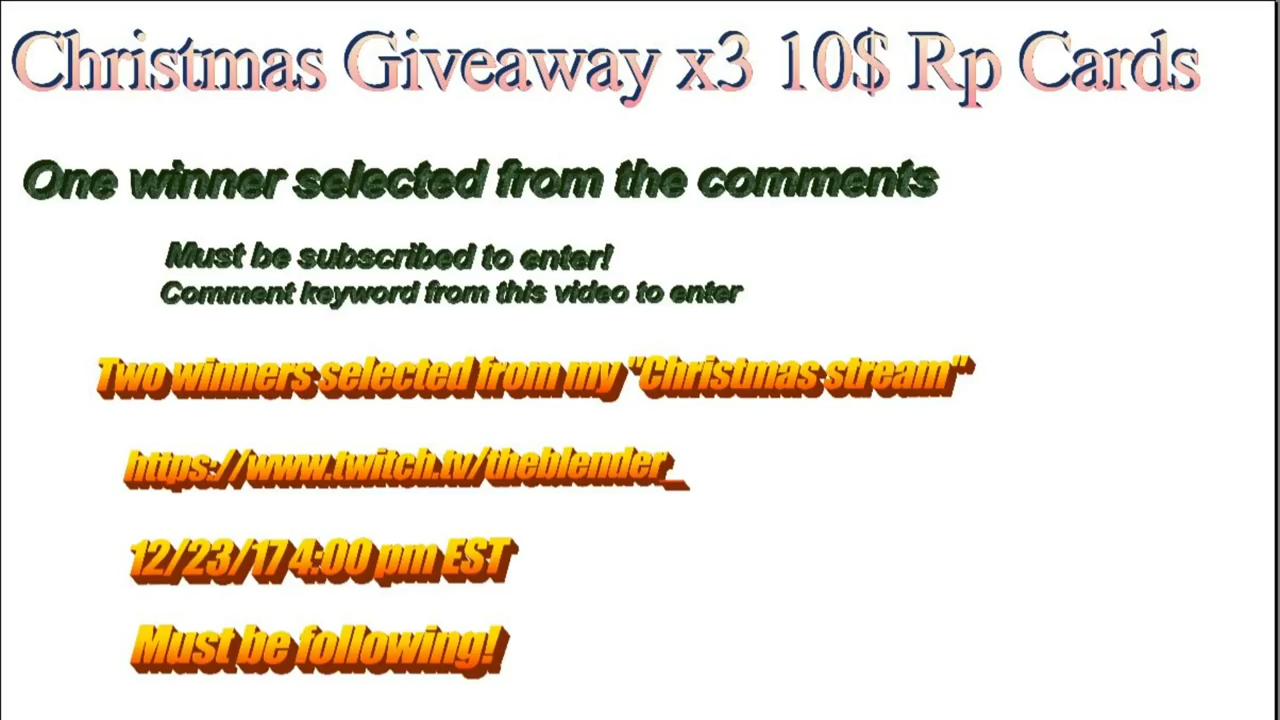 Christmas Giveaway x3 10$ Rp Cards
One winner selected from the comments
Must be subscribed to enter!
Comment keyword from this video to enter
Two winners selected from my "Christmas stream"
https://www.twitch.tv/theblender_
12/23/17 4:00 pm EST
Must be following!